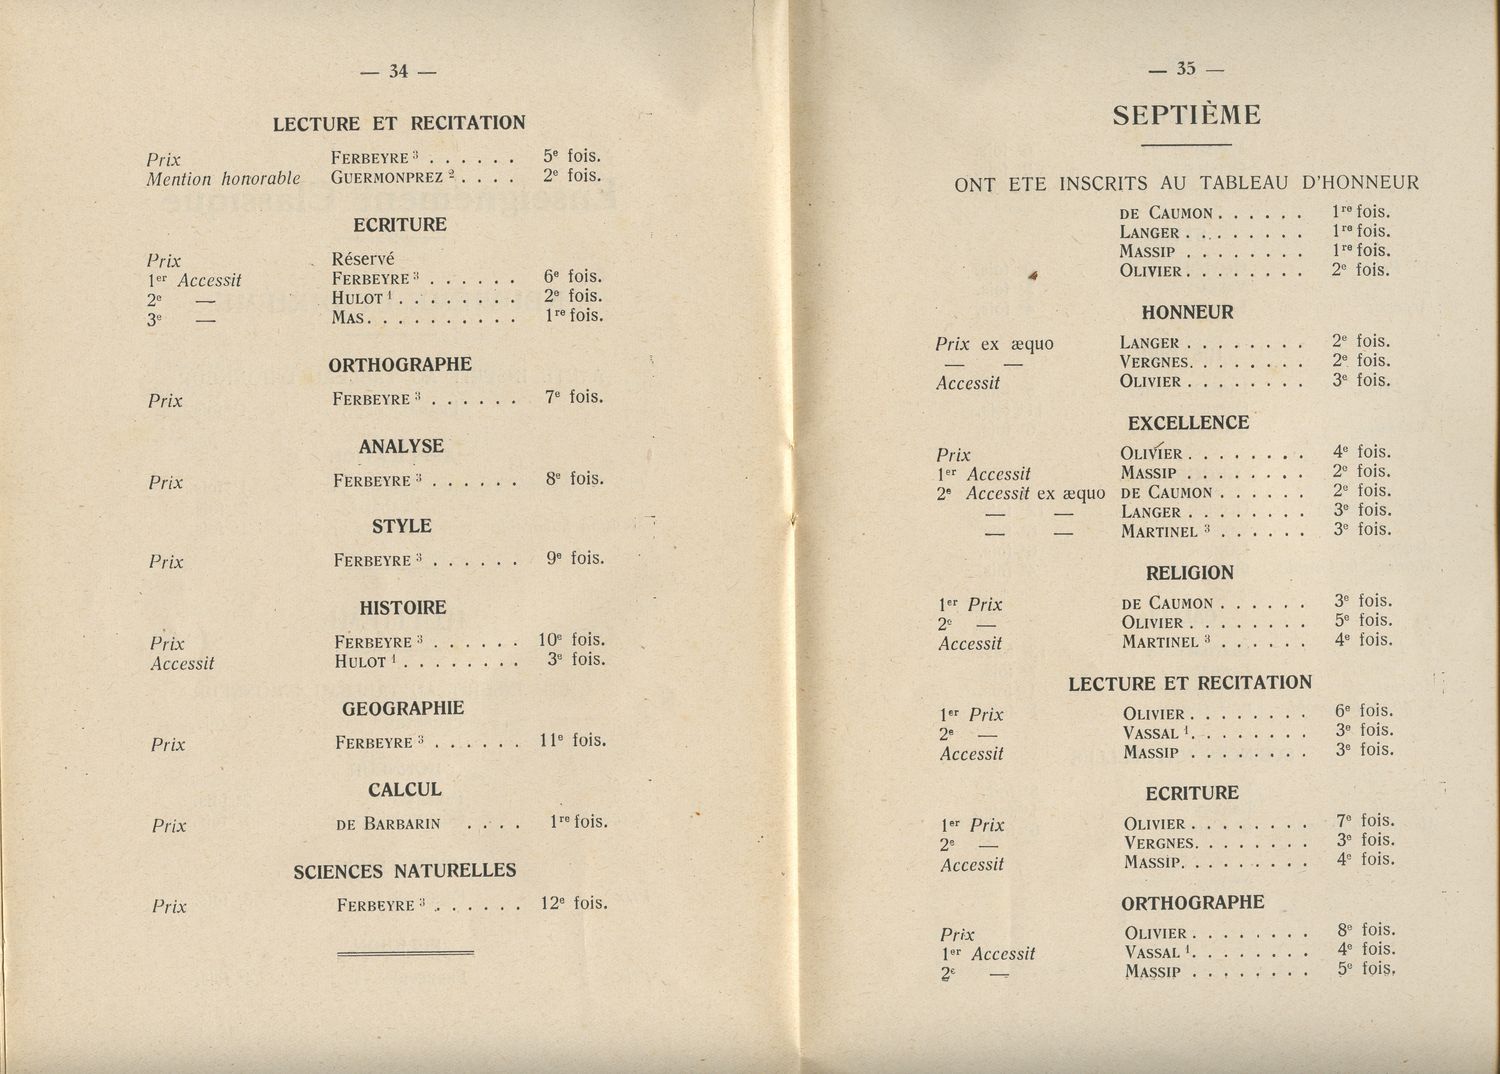 — 34 —
LECTURE ET RECITATION
Prix FERBEYRE ³ . . . . . . 5ᵉ fois.
Mention honorable GUERMONPREZ ² . . . . 2ᵉ fois.
ECRITURE
Prix Réservé
1ᵉʳ Accessit FERBEYRE ³ . . . . . . 6ᵉ fois.
2ᵉ — HULOT ¹ . . . . . . . . 2ᵉ fois.
3ᵉ — MAS. . . . . . . . . . 1ʳᵉ fois.
ORTHOGRAPHE
Prix FERBEYRE ³ . . . . . . 7ᵉ fois.
ANALYSE
Prix FERBEYRE ³ . . . . . . 8ᵉ fois.
STYLE
Prix FERBEYRE ³ . . . . . . 9ᵉ fois.
HISTOIRE
Prix FERBEYRE ³ . . . . . . 10ᵉ fois.
Accessit HULOT ¹ . . . . . . . . 3ᵉ fois.
GEOGRAPHIE
Prix FERBEYRE ³ . . . . . . 11ᵉ fois.
CALCUL
Prix DE BARBARIN . . . . 1ʳᵉ fois.
SCIENCES NATURELLES
Prix FERBEYRE ³ . . . . . . 12ᵉ fois.
— 35 —
SEPTIÈME
ONT ETE INSCRITS AU TABLEAU D'HONNEUR
DE CAUMON . . . . . . 1ʳᵉ fois.
LANGER . . . . . . . . 1ʳᵉ fois.
MASSIP . . . . . . . . 1ʳᵉ fois.
OLIVIER . . . . . . . . 2ᵉ fois.
HONNEUR
Prix ex æquo LANGER . . . . . . . . 2ᵉ fois.
— — VERGNES. . . . . . . . 2ᵉ fois.
Accessit OLIVIER . . . . . . . . 3ᵉ fois.
EXCELLENCE
Prix OLIVIER . . . . . . . . 4ᵉ fois.
1ᵉʳ Accessit MASSIP . . . . . . . . 2ᵉ fois.
2ᵉ Accessit ex æquo DE CAUMON . . . . . . 2ᵉ fois.
— — LANGER . . . . . . . . 3ᵉ fois.
— — MARTINEL ³ . . . . . . 3ᵉ fois.
RELIGION
1ᵉʳ Prix DE CAUMON . . . . . . 3ᵉ fois.
2ᵉ — OLIVIER . . . . . . . . 5ᵉ fois.
Accessit MARTINEL ³ . . . . . . 4ᵉ fois.
LECTURE ET RECITATION
1ᵉʳ Prix OLIVIER . . . . . . . . 6ᵉ fois.
2ᵉ — VASSAL ¹. . . . . . . . 3ᵉ fois.
Accessit MASSIP . . . . . . . . 3ᵉ fois.
ECRITURE
1ᵉʳ Prix OLIVIER . . . . . . . . 7ᵉ fois.
2ᵉ — VERGNES. . . . . . . . 3ᵉ fois.
Accessit MASSIP. . . . . . . . . 4ᵉ fois.
ORTHOGRAPHE
Prix OLIVIER . . . . . . . . 8ᵉ fois.
1ᵉʳ Accessit VASSAL ¹. . . . . . . . 4ᵉ fois.
2ᵉ — MASSIP . . . . . . . . 5ᵉ fois.